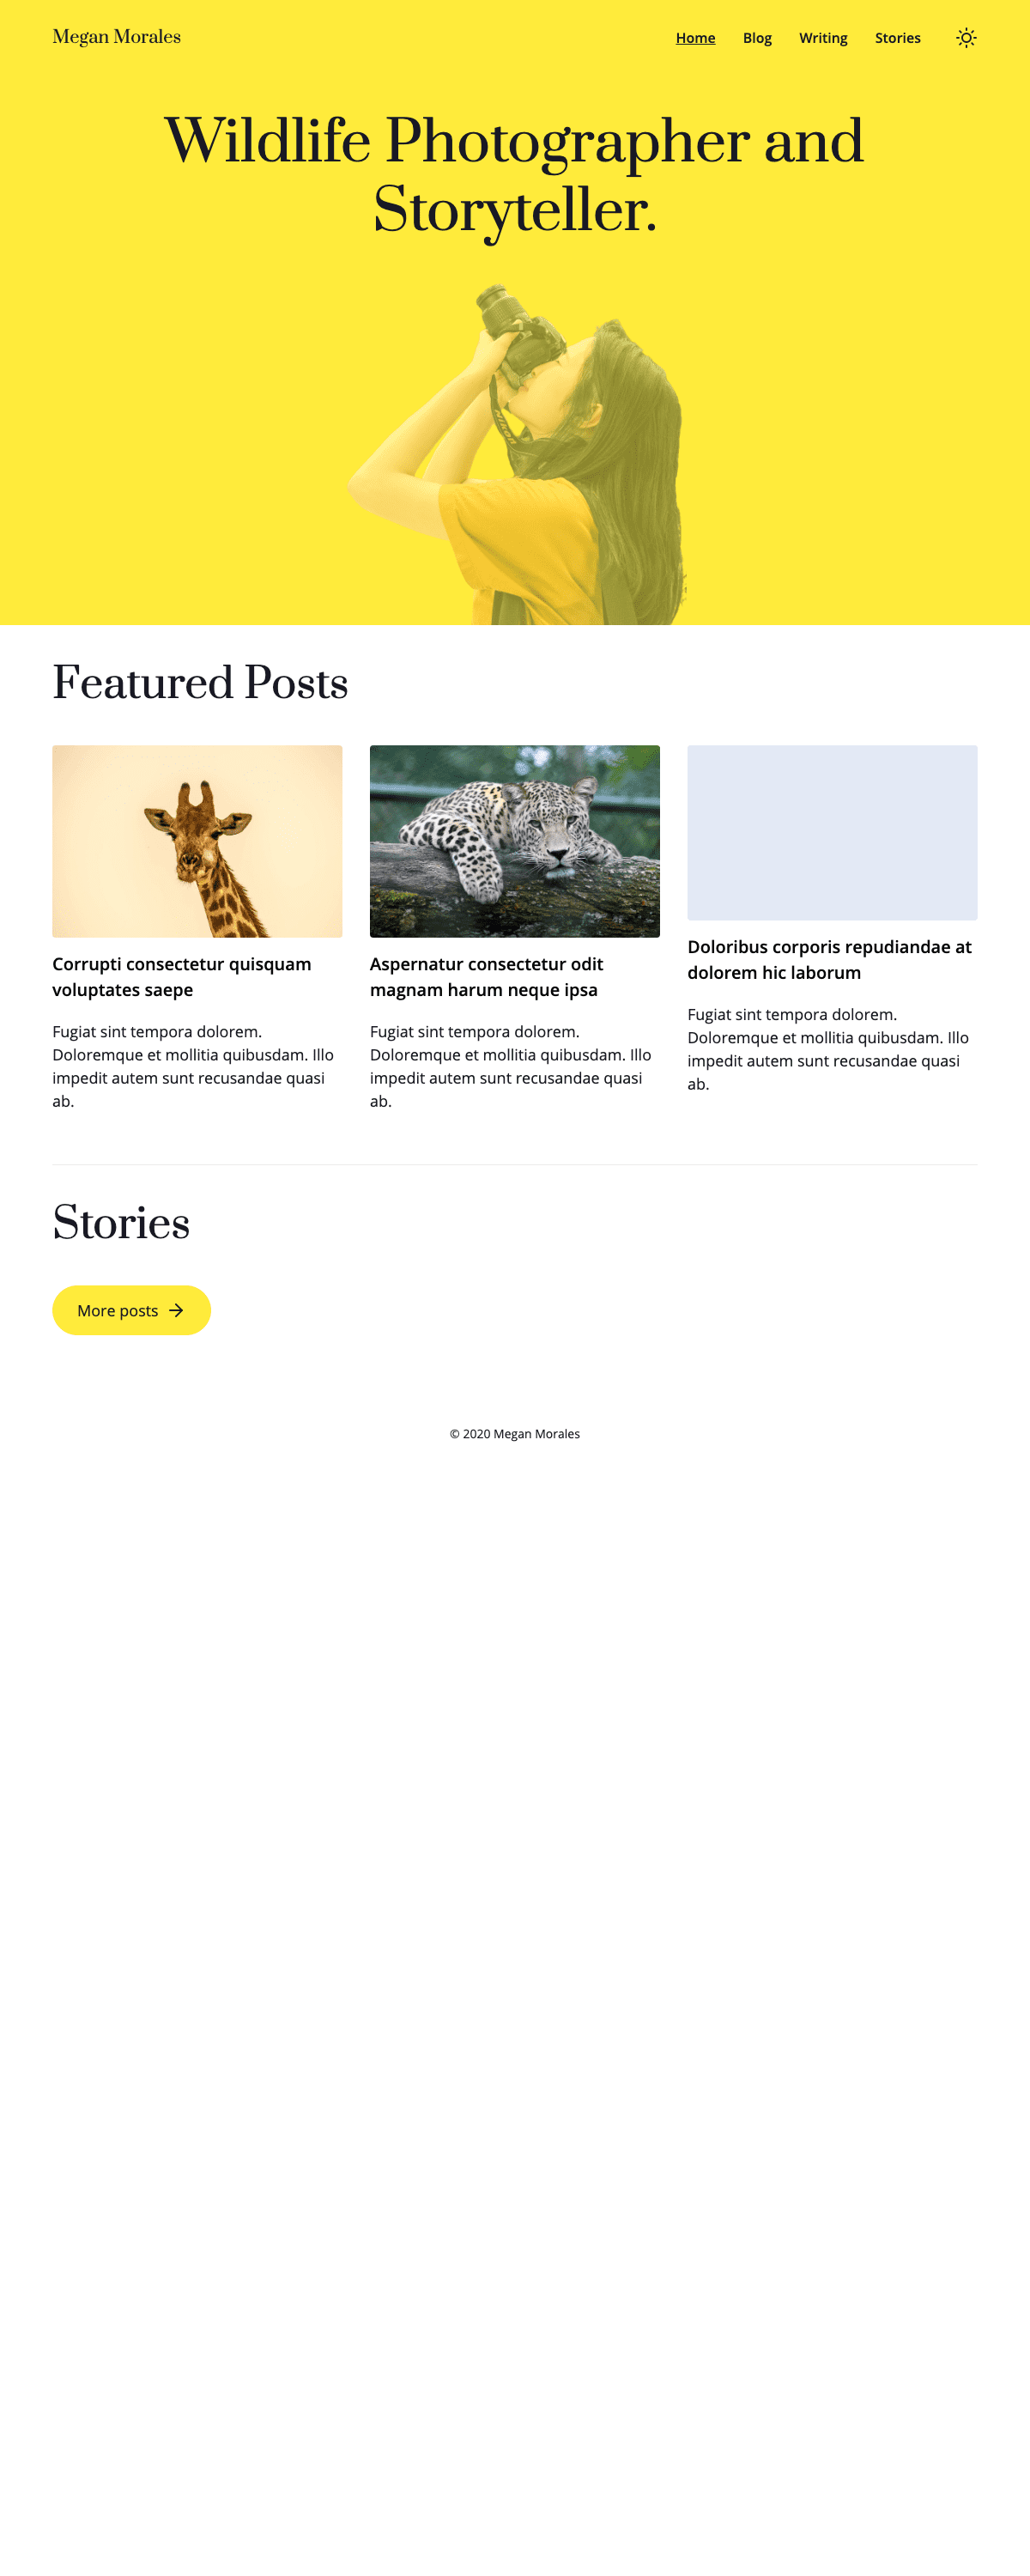 Megan Morales
Home Blog Writing Stories
Wildlife Photographer and
Storyteller.
Nikon
Featured Posts
Corrupti consectetur quisquam
voluptates saepe
Fugiat sint tempora dolorem.
Doloremque et mollitia quibusdam. Illo
impedit autem sunt recusandae quasi
ab.
Aspernatur consectetur odit
magnam harum neque ipsa
Fugiat sint tempora dolorem.
Doloremque et mollitia quibusdam. Illo
impedit autem sunt recusandae quasi
ab.
Doloribus corporis repudiandae at
dolorem hic laborum
Fugiat sint tempora dolorem.
Doloremque et mollitia quibusdam. Illo
impedit autem sunt recusandae quasi
ab.
Stories
More posts
© 2020 Megan Morales